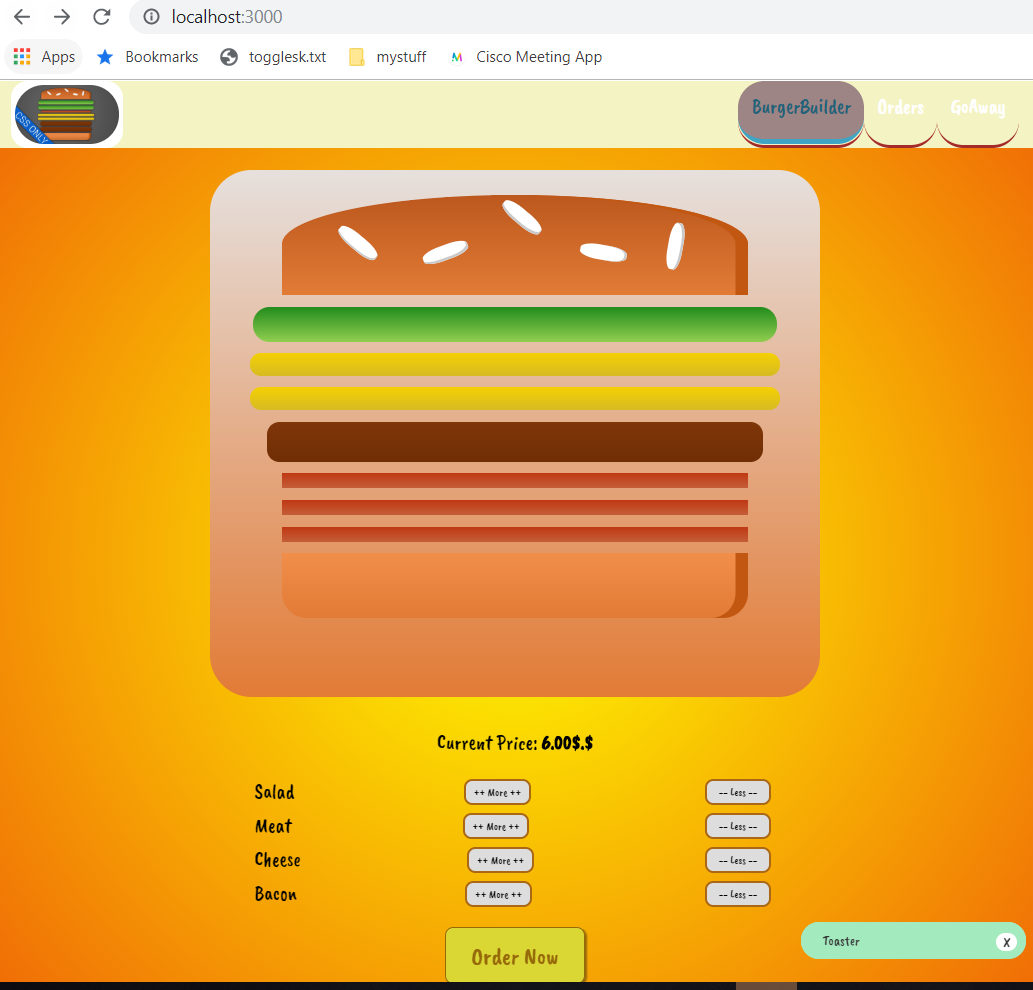 localhost:3000
Apps Bookmarks togglesk.txt mystuff Cisco Meeting App
CSS ONLY
BurgerBuilder Orders GoAway
Current Price: 6.00$.$
Salad ++ More ++ -- Less --
Meat ++ More ++ -- Less --
Cheese ++ More ++ -- Less --
Bacon ++ More ++ -- Less --
Toaster X
Order Now